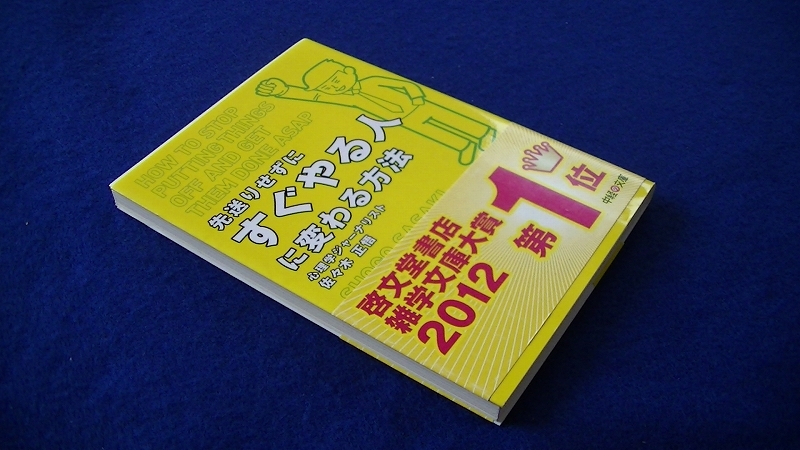 HOW TO STOP
PUTTING THINGS
OFF AND GET
THEM DONE ASAP
先送りせずに
すぐやる人
に変わる方法
心理学ジャーナリスト
佐々木 正悟
SHOGO SASAKI
啓文堂書店
雑学文庫大賞
2012 第1位
中経の文庫